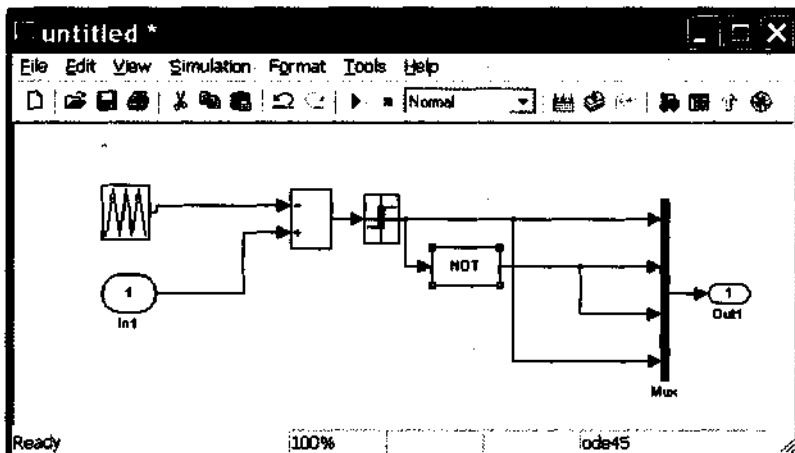 untitled *
File Edit View Simulation Format Tools Help
Normal
-
+
NOT
1
In1
1
Out1
Mux
Ready 100% ode45